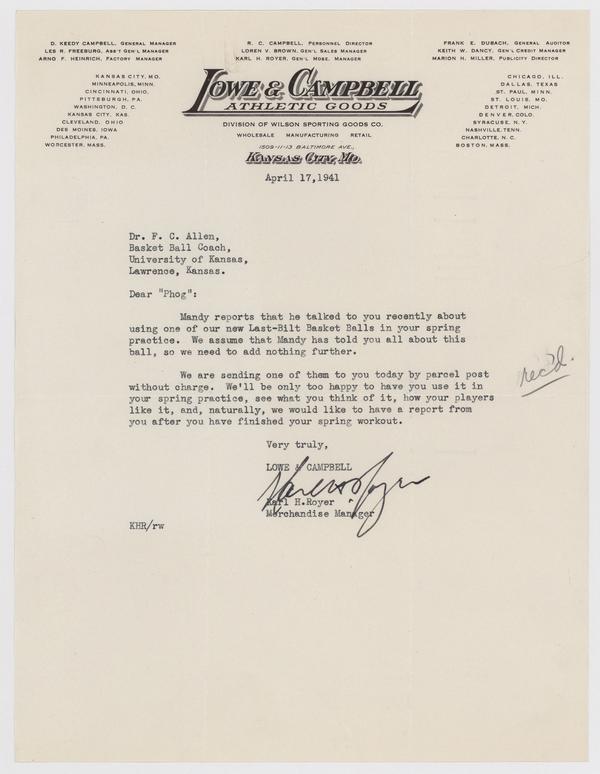 D. KEEDY CAMPBELL, GENERAL MANAGER
LES R. FREEBURG, ASS'T GEN'L MANAGER
ARNO F. HEINRICH, FACTORY MANAGER
R. C. CAMPBELL, PERSONNEL DIRECTOR
LOREN V. BROWN, GEN'L SALES MANAGER
KARL H. ROYER, GEN'L MDSE. MANAGER
FRANK E. DUBACH, GENERAL AUDITOR
KEITH W. DANCY, GEN'L CREDIT MANAGER
MARION H. MILLER, PUBLICITY DIRECTOR
KANSAS CITY, MO.
MINNEAPOLIS, MINN.
CINCINNATI, OHIO.
PITTSBURGH, PA.
WASHINGTON, D. C.
KANSAS CITY, KAS.
CLEVELAND, OHIO
DES MOINES, IOWA
PHILADELPHIA, PA.
WORCESTER, MASS.
LOWE & CAMPBELL
ATHLETIC GOODS
DIVISION OF WILSON SPORTING GOODS CO.
WHOLESALE MANUFACTURING RETAIL
1509-11-13 BALTIMORE AVE.,
KANSAS CITY, MO.
CHICAGO, ILL.
DALLAS, TEXAS
ST. PAUL, MINN.
ST. LOUIS, MO.
DETROIT, MICH.
DENVER, COLO.
SYRACUSE, N. Y.
NASHVILLE, TENN.
CHARLOTTE, N. C.
BOSTON, MASS.
April 17,1941
Dr. F. C. Allen,
Basket Ball Coach,
University of Kansas,
Lawrence, Kansas.
Dear "Phog":
Mandy reports that he talked to you recently about
using one of our new Last-Bilt Basket Balls in your spring
practice. We assume that Mandy has told you all about this
ball, so we need to add nothing further.
We are sending one of them to you today by parcel post
without charge. We'll be only too happy to have you use it in
your spring practice, see what you think of it, how your players
like it, and, naturally, we would like to have a report from
you after you have finished your spring workout.
rec'd.
Very truly,
LOWE & CAMPBELL
Karl H Royer
Karl H.Royer
Merchandise Manager
KHR/rw